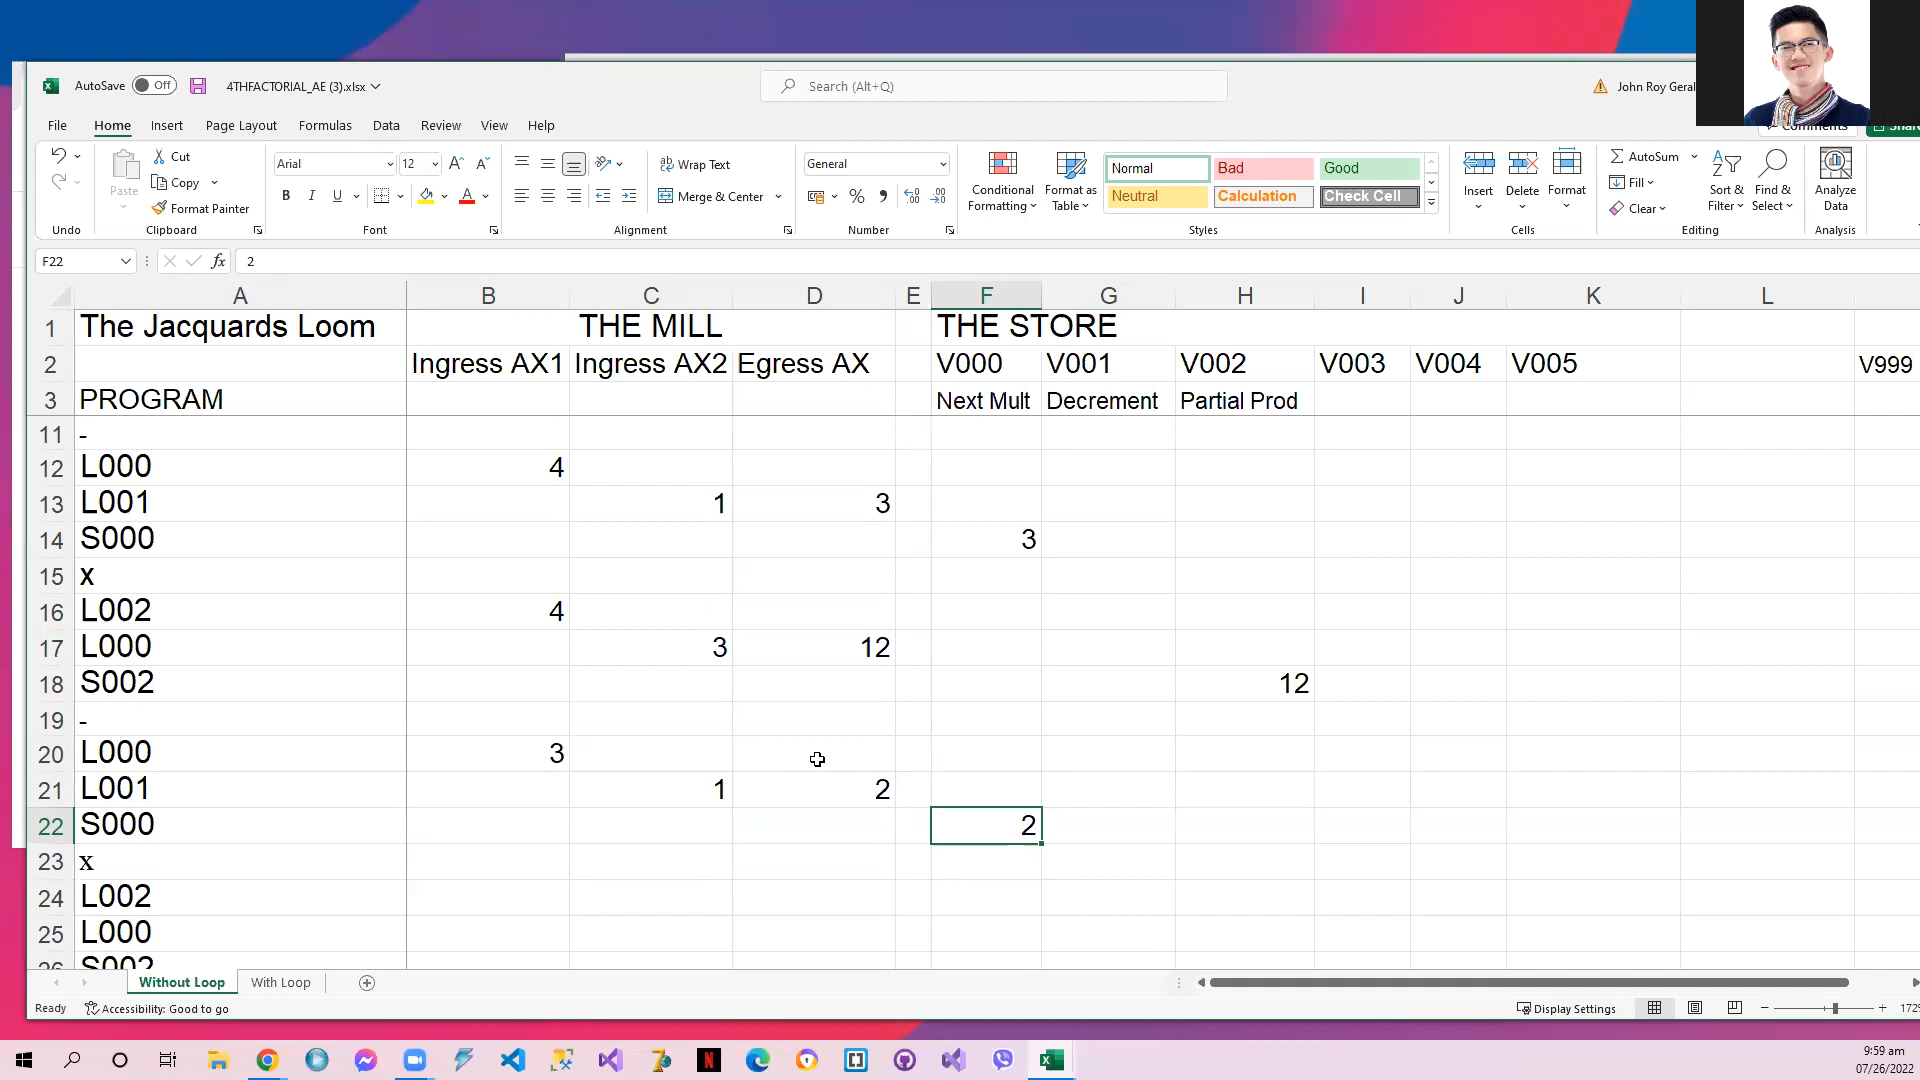 AutoSave Off 4THFACTORIAL_AE (3).xlsx Search (Alt+Q) John Roy Geral
File Home Insert Page Layout Formulas Data Review View Help Comments Share
Paste Cut Copy Format Painter
Arial 12 A A
B I U A
Wrap Text
Merge & Center
General
% ,
Conditional Formatting
Format as Table
Normal Bad Good
Neutral Calculation Check Cell
Insert Delete Format
AutoSum
Fill
Clear
Sort & Filter
Find & Select
Analyze Data
Undo Clipboard Font Alignment Number Styles Cells Editing Analysis
F22 fx 2
A B C D E F G H I J K L
1 The Jacquards Loom THE MILL THE STORE
2 Ingress AX1 Ingress AX2 Egress AX V000 V001 V002 V003 V004 V005 V999
3 PROGRAM Next Mult Decrement Partial Prod
11 -
12 L000 4
13 L001 1 3
14 S000 3
15 x
16 L002 4
17 L000 3 12
18 S002 12
19 -
20 L000 3
21 L001 1 2
22 S000 2
23 x
24 L002
25 L000
26 S002
Without Loop With Loop
Ready Accessibility: Good to go Display Settings 172%
9:59 am
07/26/2022